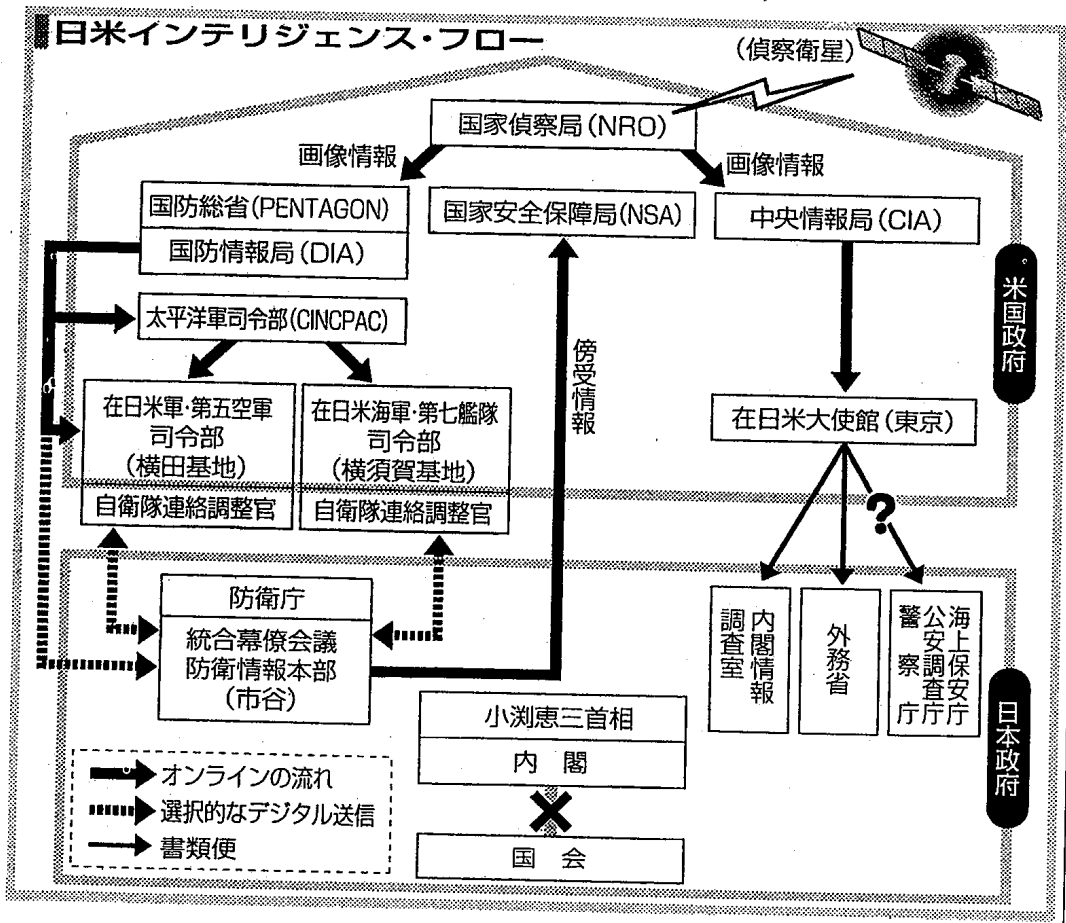 日米インテリジェンス・フロー
(偵察衛星)
国家偵察局(NRO)
画像情報
画像情報
国防総省(PENTAGON)
国防情報局(DIA)
国家安全保障局(NSA)
中央情報局(CIA)
米国政府
太平洋軍司令部(CINCPAC)
傍受情報
在日米軍・第五空軍
司令部
(横田基地)
自衛隊連絡調整官
在日米海軍・第七艦隊
司令部
(横須賀基地)
自衛隊連絡調整官
在日米大使館(東京)
?
防衛庁
統合幕僚会議
防衛情報本部
(市谷)
内閣情報
調査室
外務省
海上保安庁
公安調査庁
警察庁
小渕恵三首相
内閣
国会
日本政府
オンラインの流れ
選択的なデジタル送信
書類便